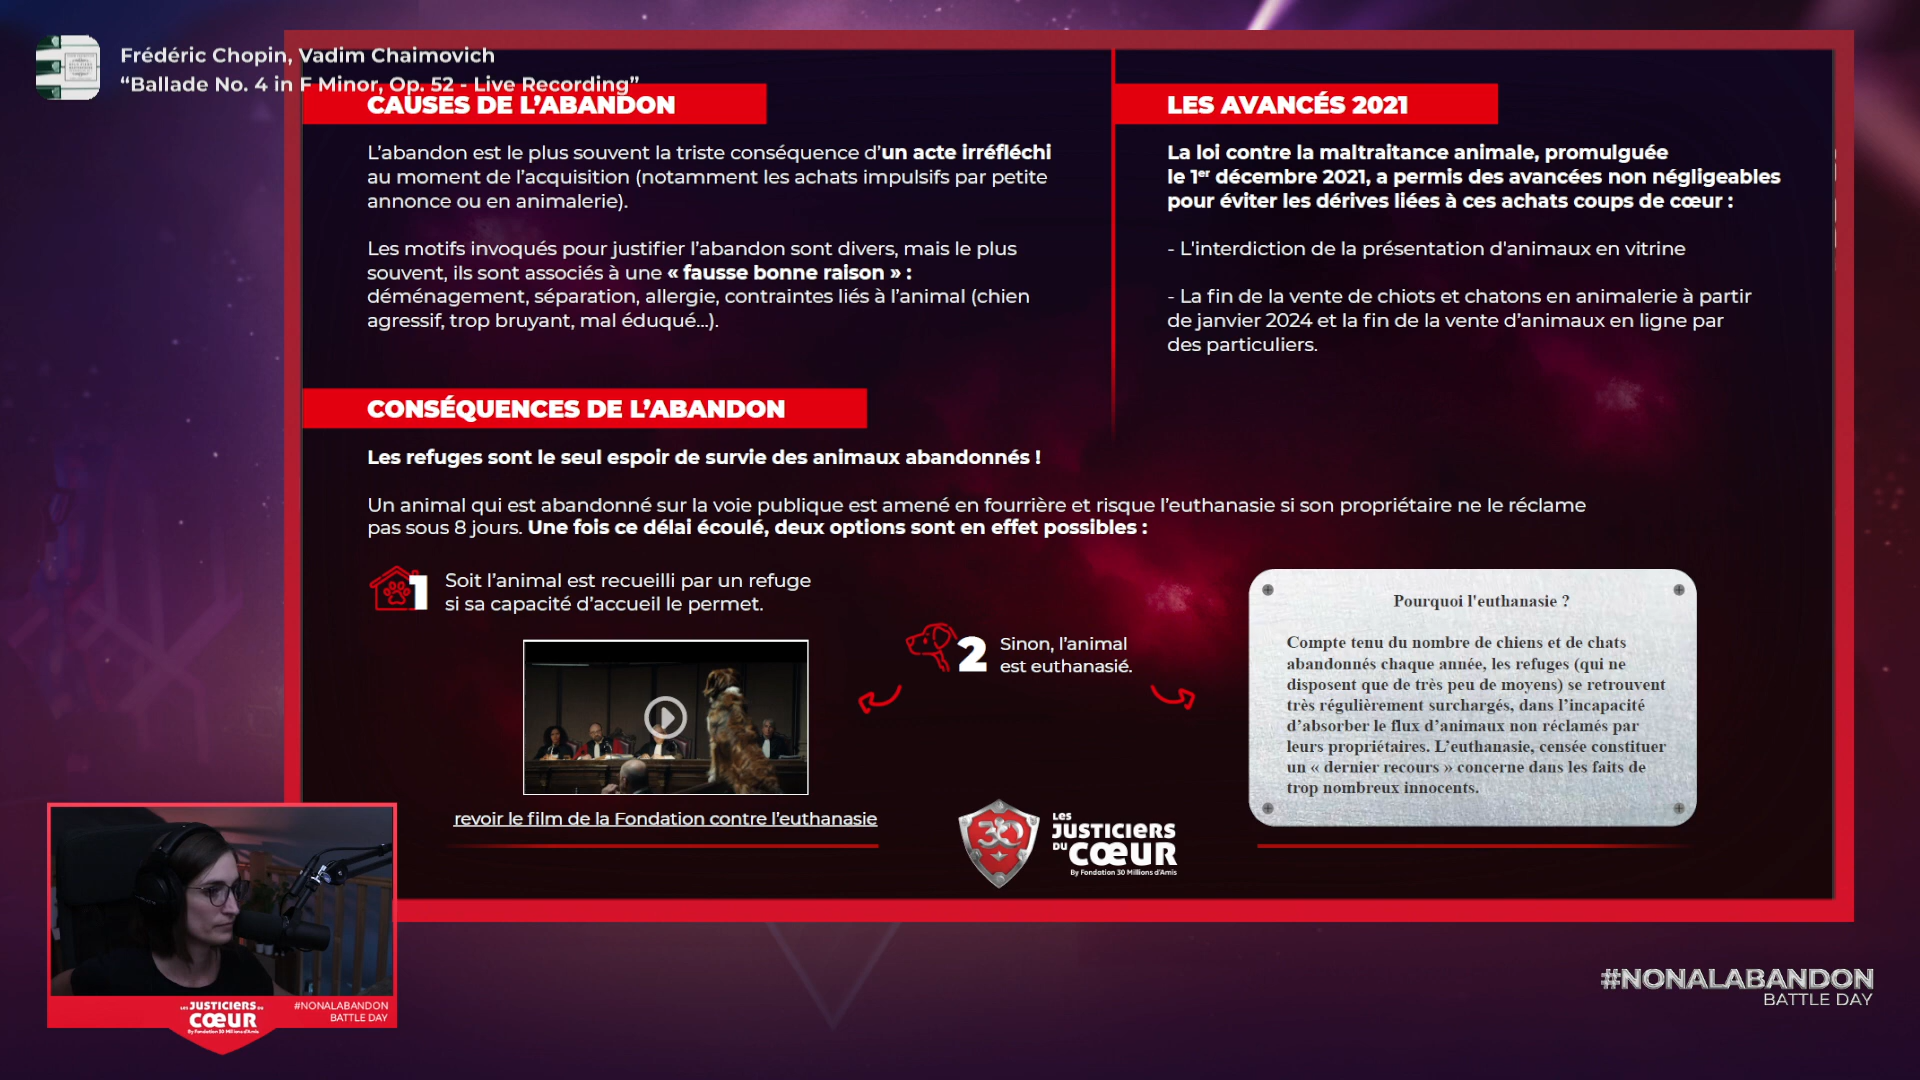 Frédéric Chopin, Vadim Chaimovich
“Ballade No. 4 in F Minor, Op. 52 - Live Recording”
CAUSES DE L’ABANDON
L’abandon est le plus souvent la triste conséquence d’un acte irréfléchi
au moment de l’acquisition (notamment les achats impulsifs par petite
annonce ou en animalerie).
Les motifs invoqués pour justifier l’abandon sont divers, mais le plus
souvent, ils sont associés à une « fausse bonne raison » :
déménagement, séparation, allergie, contraintes liés à l’animal (chien
agressif, trop bruyant, mal éduqué...).
LES AVANCÉS 2021
La loi contre la maltraitance animale, promulguée
le 1er décembre 2021, a permis des avancées non négligeables
pour éviter les dérives liées à ces achats coups de cœur :
- L'interdiction de la présentation d'animaux en vitrine
- La fin de la vente de chiots et chatons en animalerie à partir
de janvier 2024 et la fin de la vente d’animaux en ligne par
des particuliers.
CONSÉQUENCES DE L’ABANDON
Les refuges sont le seul espoir de survie des animaux abandonnés !
Un animal qui est abandonné sur la voie publique est amené en fourrière et risque l’euthanasie si son propriétaire ne le réclame
pas sous 8 jours. Une fois ce délai écoulé, deux options sont en effet possibles :
1 Soit l’animal est recueilli par un refuge
si sa capacité d’accueil le permet.
2 Sinon, l’animal
est euthanasié.
Pourquoi l'euthanasie ?
Compte tenu du nombre de chiens et de chats
abandonnés chaque année, les refuges (qui ne
disposent que de très peu de moyens) se retrouvent
très régulièrement surchargés, dans l’incapacité
d’absorber le flux d’animaux non réclamés par
leurs propriétaires. L’euthanasie, censée constituer
un « dernier recours » concerne dans les faits de
trop nombreux innocents.
revoir le film de la Fondation contre l’euthanasie
30
LES
JUSTICIERS
DU CŒUR
By Fondation 30 Millions d'Amis
LES JUSTICIERS DU
CŒUR
By Fondation 30 Millions d'Amis
#NONALABANDON
BATTLE DAY
#NONALABANDON
BATTLE DAY